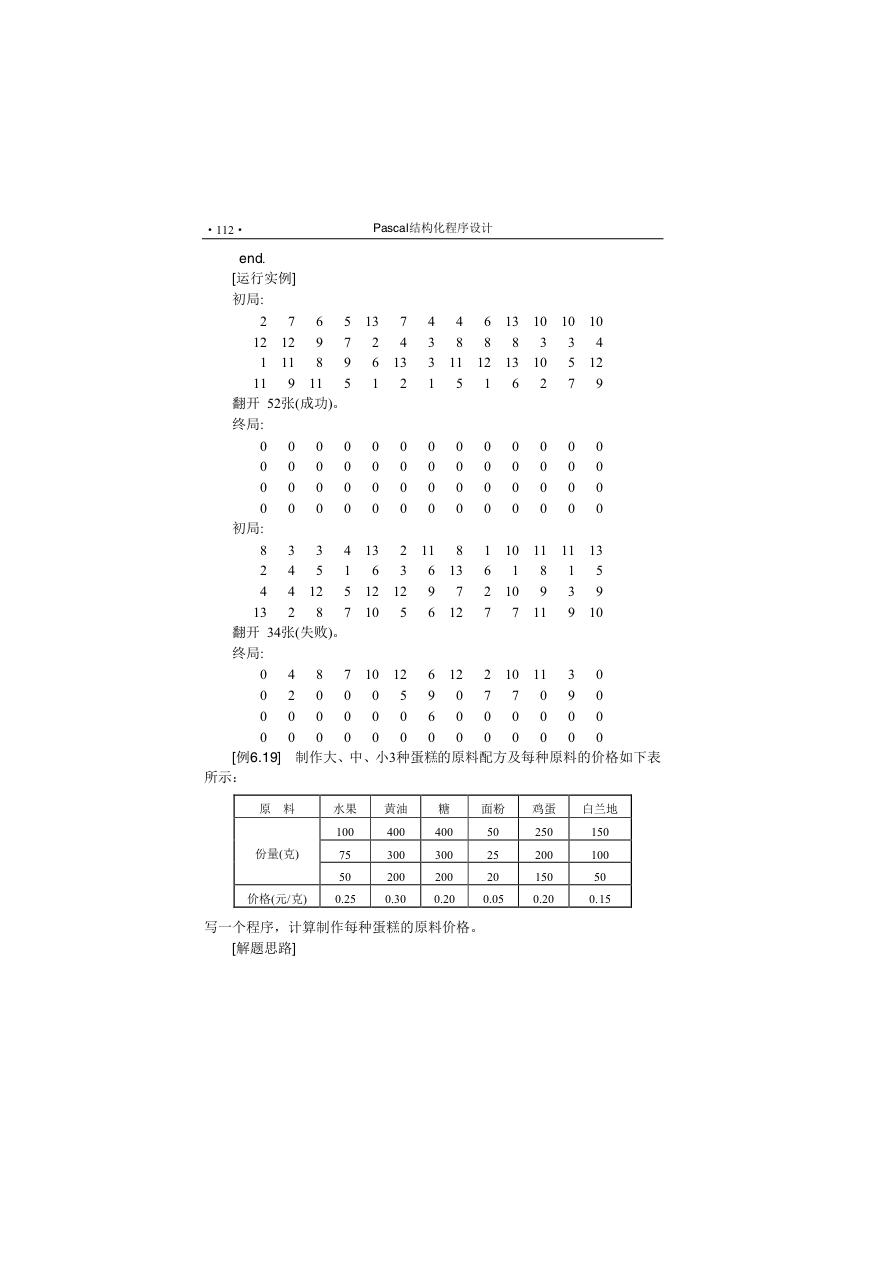 ·112· Pascal结构化程序设计
end.
[运行实例]
初局:
2 7 6 5 13 7 4 4 6 13 10 10 10
12 12 9 7 2 4 3 8 8 8 3 3 4
1 11 8 9 6 13 3 11 12 13 10 5 12
11 9 11 5 1 2 1 5 1 6 2 7 9
翻开 52张(成功)。
终局:
0 0 0 0 0 0 0 0 0 0 0 0 0
0 0 0 0 0 0 0 0 0 0 0 0 0
0 0 0 0 0 0 0 0 0 0 0 0 0
0 0 0 0 0 0 0 0 0 0 0 0 0
初局:
8 3 3 4 13 2 11 8 1 10 11 11 13
2 4 5 1 6 3 6 13 6 1 8 1 5
4 4 12 5 12 12 9 7 2 10 9 3 9
13 2 8 7 10 5 6 12 7 7 11 9 10
翻开 34张(失败)。
终局:
0 4 8 7 10 12 6 12 2 10 11 3 0
0 2 0 0 0 5 9 0 7 7 0 9 0
0 0 0 0 0 0 6 0 0 0 0 0 0
0 0 0 0 0 0 0 0 0 0 0 0 0
[例6.19] 制作大、中、小3种蛋糕的原料配方及每种原料的价格如下表
所示:
原 料 水果 黄油 糖 面粉 鸡蛋 白兰地
100 400 400 50 250 150
份量(克) 75 300 300 25 200 100
50 200 200 20 150 50
价格(元/克) 0.25 0.30 0.20 0.05 0.20 0.15
写一个程序，计算制作每种蛋糕的原料价格。
[解题思路]